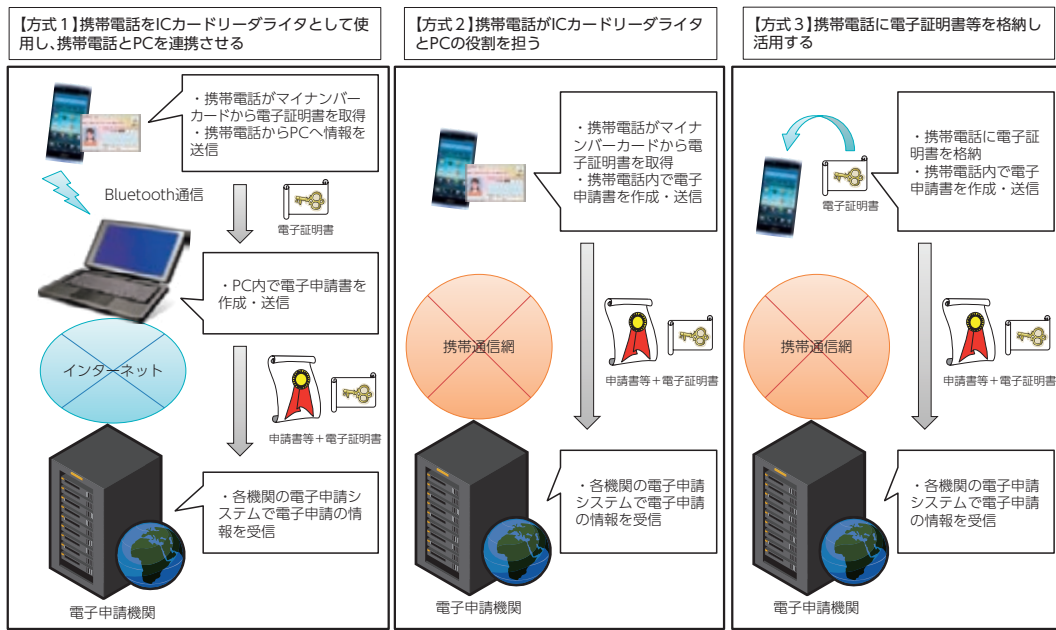 【方式1】携帯電話をICカードリーダライタとして使
用し、携帯電話とPCを連携させる
・携帯電話がマイナンバー
カードから電子証明書を取得
・携帯電話からPCへ情報を
送信
Bluetooth通信
電子証明書
・PC内で電子申請書を
作成・送信
インターネット
申請書等+電子証明書
・各機関の電子申請シ
ステムで電子申請の情
報を受信
電子申請機関
【方式2】携帯電話がICカードリーダライタ
とPCの役割を担う
・携帯電話がマイナ
ンバーカードから電
子証明書を取得
・携帯電話内で電子
申請書を作成・送信
携帯通信網
申請書等+電子証明書
・各機関の電子申請
システムで電子申請
の情報を受信
電子申請機関
【方式3】携帯電話に電子証明書等を格納し
活用する
・携帯電話に電子証
明書を格納
・携帯電話内で電子
申請書を作成・送信
電子証明書
携帯通信網
申請書等+電子証明書
・各機関の電子申請
システムで電子申請
の情報を受信
電子申請機関